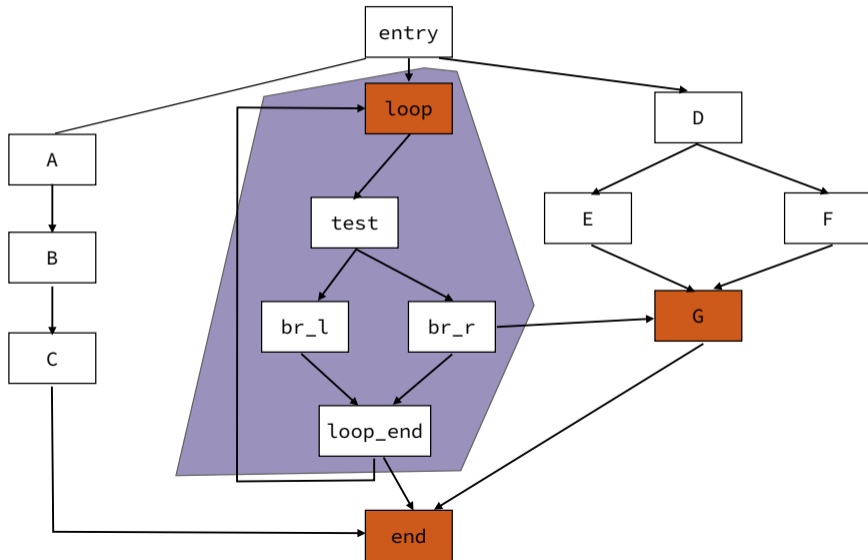 entry
loop
D
A
test
E
F
B
br_l
br_r
G
C
loop_end
end